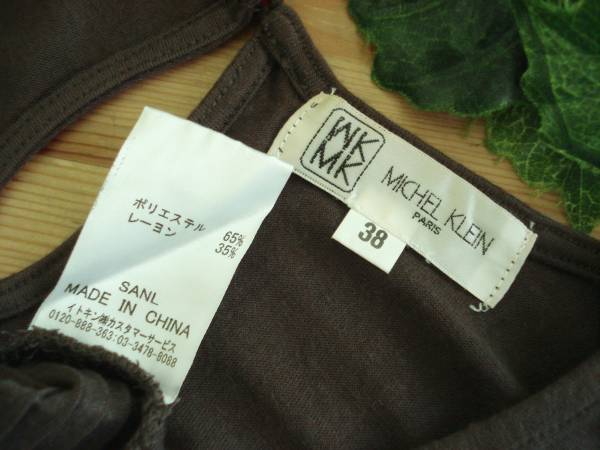 ポリエステル 65%
レーヨン 35%
SANL
MADE IN CHINA
イトキン㈱カスタマーサービス
0120-888-363:03-3478-8088
WK
MK
MICHEL KLEIN
PARIS
38